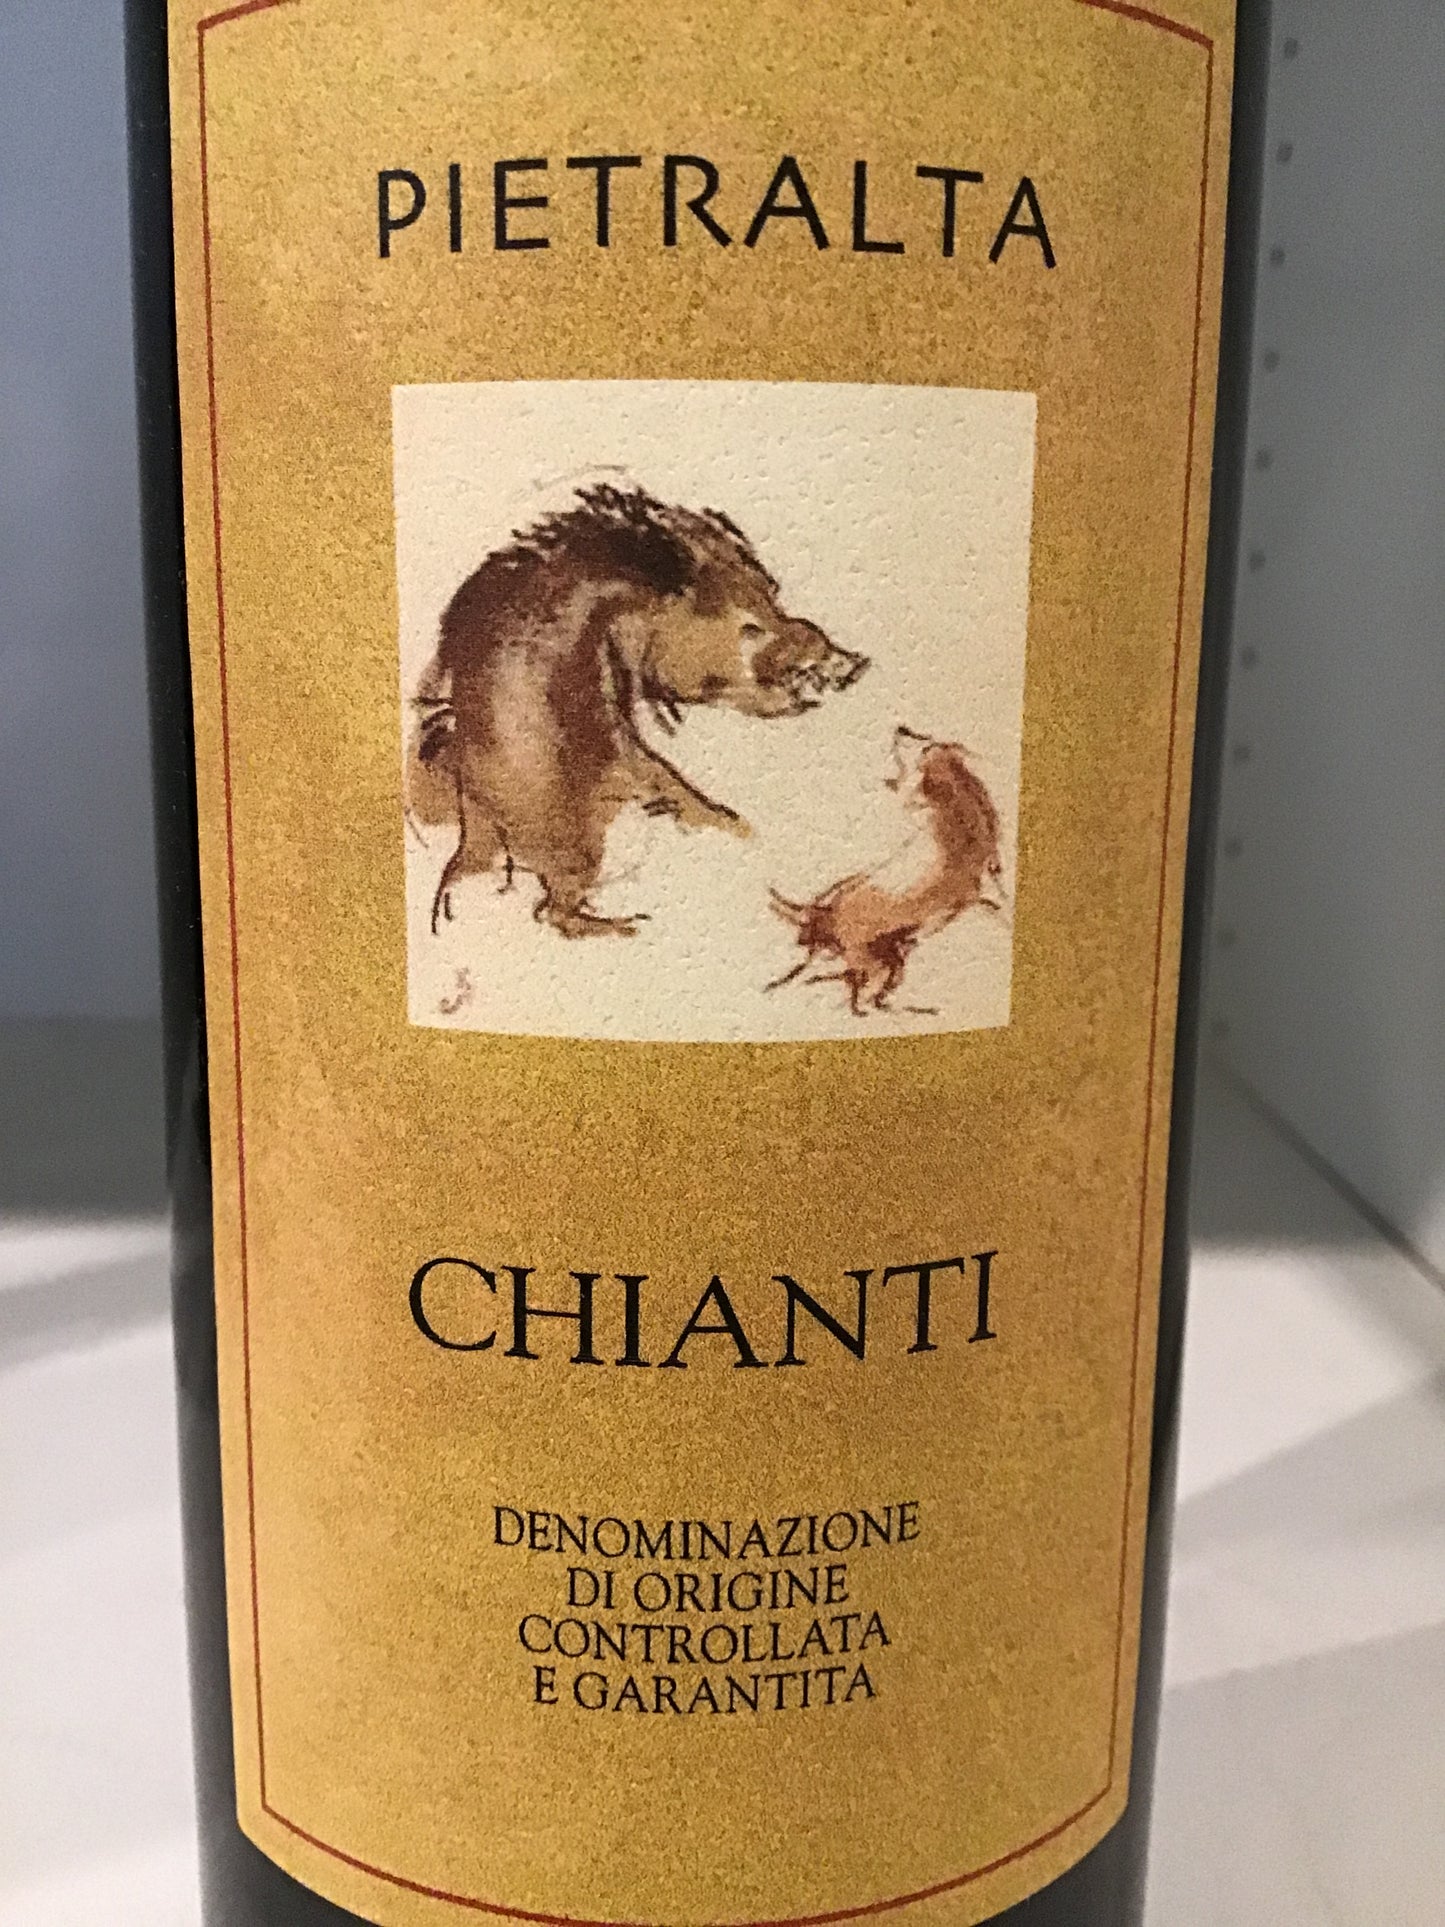 PIETRALTA
CHIANTI
DENOMINAZIONE
DI ORIGINE
CONTROLLATA
E GARANTITA